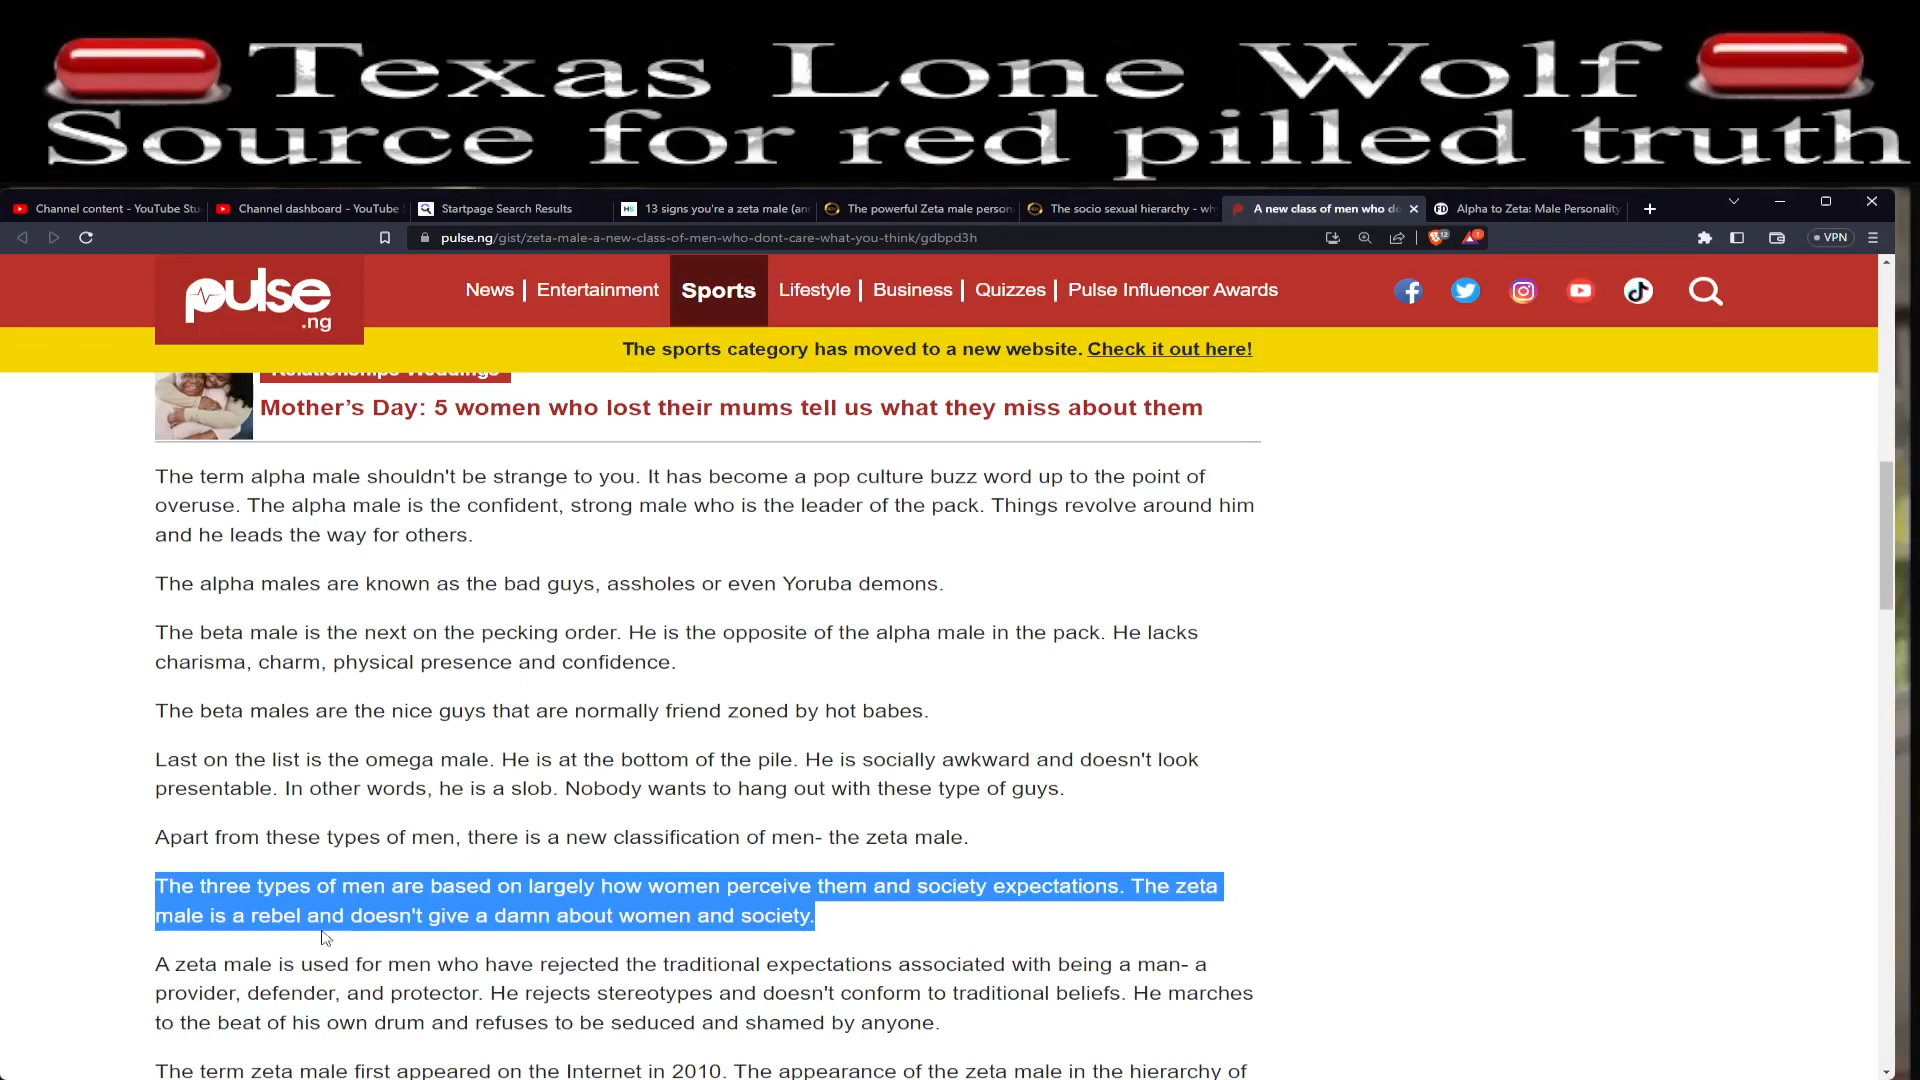 Texas Lone Wolf
Source for red pilled truth
Channel content - YouTube Stu
Channel dashboard - YouTube
Startpage Search Results
13 signs you're a zeta male (an
The powerful Zeta male person
The socio sexual hierarchy - wh
A new class of men who do
Alpha to Zeta: Male Personality
pulse.ng/gist/zeta-male-a-new-class-of-men-who-dont-care-what-you-think/gdbpd3h
12
1
VPN
pulse
.ng
News | Entertainment Sports Lifestyle | Business | Quizzes | Pulse Influencer Awards
The sports category has moved to a new website. Check it out here!
Relationships-Weddings
Mother's Day: 5 women who lost their mums tell us what they miss about them
The term alpha male shouldn't be strange to you. It has become a pop culture buzz word up to the point of
overuse. The alpha male is the confident, strong male who is the leader of the pack. Things revolve around him
and he leads the way for others.
The alpha males are known as the bad guys, assholes or even Yoruba demons.
The beta male is the next on the pecking order. He is the opposite of the alpha male in the pack. He lacks
charisma, charm, physical presence and confidence.
The beta males are the nice guys that are normally friend zoned by hot babes.
Last on the list is the omega male. He is at the bottom of the pile. He is socially awkward and doesn't look
presentable. In other words, he is a slob. Nobody wants to hang out with these type of guys.
Apart from these types of men, there is a new classification of men- the zeta male.
The three types of men are based on largely how women perceive them and society expectations. The zeta
male is a rebel and doesn't give a damn about women and society.
A zeta male is used for men who have rejected the traditional expectations associated with being a man- a
provider, defender, and protector. He rejects stereotypes and doesn't conform to traditional beliefs. He marches
to the beat of his own drum and refuses to be seduced and shamed by anyone.
The term zeta male first appeared on the Internet in 2010. The appearance of the zeta male in the hierarchy of